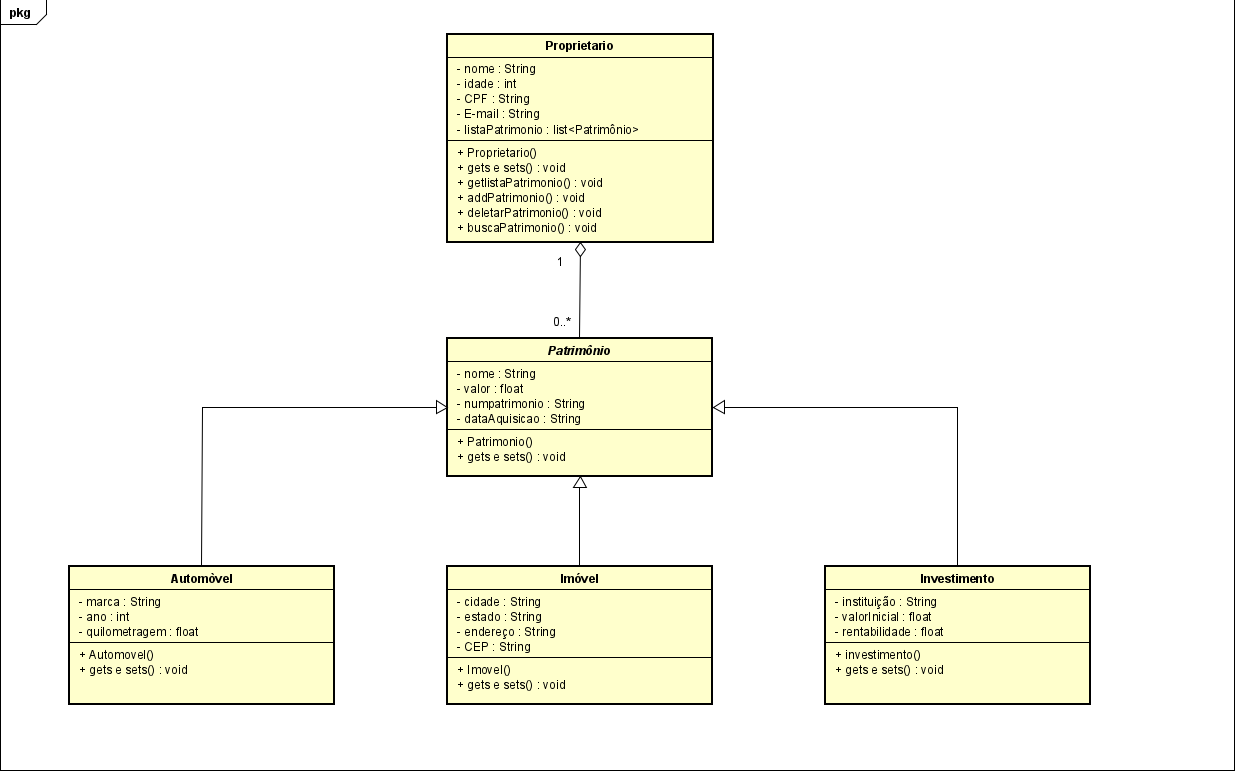 pkg
Proprietario
- nome : String
- idade : int
- CPF : String
- E-mail : String
- listaPatrimonio : list<Patrimônio>
+ Proprietario()
+ gets e sets() : void
+ getlistaPatrimonio() : void
+ addPatrimonio() : void
+ deletarPatrimonio() : void
+ buscaPatrimonio() : void
1
0..*
Patrimônio
- nome : String
- valor : float
- numpatrimonio : String
- dataAquisicao : String
+ Patrimonio()
+ gets e sets() : void
Automòvel
- marca : String
- ano : int
- quilometragem : float
+ Automovel()
+ gets e sets() : void
Imóvel
- cidade : String
- estado : String
- endereço : String
- CEP : String
+ Imovel()
+ gets e sets() : void
Investimento
- instituição : String
- valorInicial : float
- rentabilidade : float
+ investimento()
+ gets e sets() : void